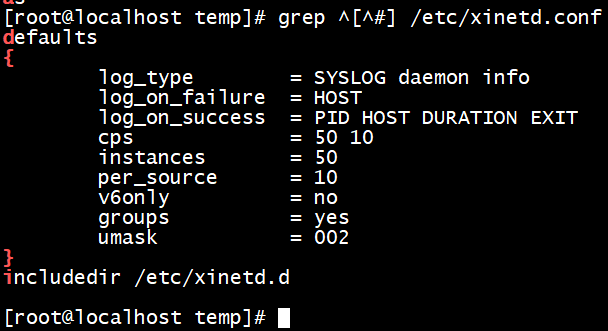 as
[root@localhost temp]# grep ^[^#] /etc/xinetd.conf
defaults
{
        log_type        = SYSLOG daemon info
        log_on_failure  = HOST
        log_on_success  = PID HOST DURATION EXIT
        cps             = 50 10
        instances       = 50
        per_source      = 10
        v6only          = no
        groups          = yes
        umask           = 002
}
includedir /etc/xinetd.d
[root@localhost temp]#